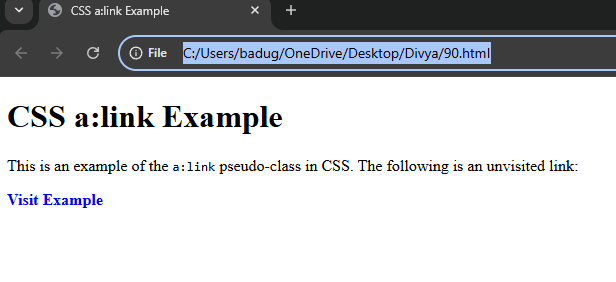 CSS a:link Example
File C:/Users/badug/OneDrive/Desktop/Divya/90.html
CSS a:link Example
This is an example of the a:link pseudo-class in CSS. The following is an unvisited link:
Visit Example